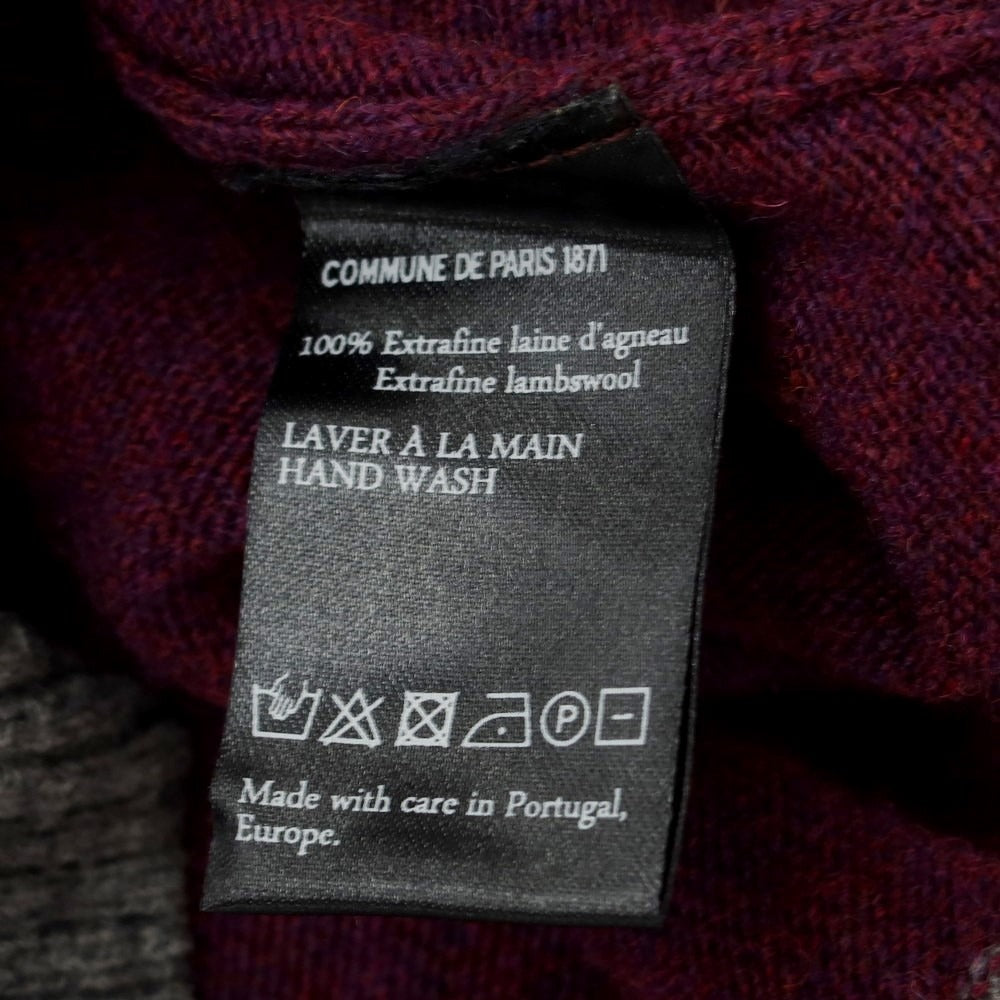 COMMUNE DE PARIS 1871
100% Extrafine laine d'agneau
Extrafine lambswool
LAVER À LA MAIN
HAND WASH
P
Made with care in Portugal,
Europe.